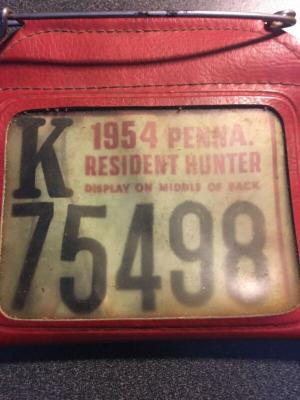 K
1954 PENNA.
RESIDENT HUNTER
DISPLAY ON MIDDLE OF BACK
75498